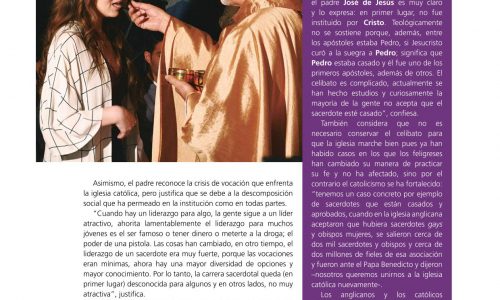 Asimismo, el padre reconoce la crisis de vocación que enfrenta
la iglesia católica, pero justifica que se debe a la descomposición
social que ha permeado en la institución como en todas partes.
"Cuando hay un liderazgo para algo, la gente sigue a un líder
atractivo, ahorita lamentablemente el liderazgo para muchos
jóvenes es el ser famoso o tener dinero o meterte a la droga; el
poder de una pistola. Las cosas han cambiado, en otro tiempo, el
liderazgo de un sacerdote era muy fuerte, porque las vocaciones
eran mínimas, ahora hay una mayor diversidad de opciones y
mayor conocimiento. Por lo tanto, la carrera sacerdotal queda (en
primer lugar) desconocida para algunos y en otros lados, no muy
atractiva", justifica.
el padre José de Jesús es muy claro
y lo expresa: en primer lugar, no fue
instituido por Cristo. Teológicamente
no se sostiene porque, además, entre
los apóstoles estaba Pedro, si Jesucristo
curó a la suegra a Pedro; significa que
Pedro estaba casado y él fue uno de los
primeros apóstoles, además de otros. El
celibato es complicado, actualmente se
han hecho estudios y curiosamente la
mayoría de la gente no acepta que el
sacerdote esté casado", confiesa.
También considera que no es
necesario conservar el celibato para
que la iglesia marche bien pues ya han
habido casos en los que los feligreses
han cambiado su manera de practicar
su fe y no ha afectado, sino por el
contrario el catolicismo se ha fortalecido:
"tenemos un caso concreto por ejemplo
de sacerdotes que están casados y
aprobados, cuando en la iglesia anglicana
aceptaron que hubiera sacerdotes gays
y obispos mujeres, se salieron cerca de
dos mil sacerdotes y obispos y cerca de
dos millones de fieles de esa asociación
y fueron ante el Papa Benedicto y dijeron
«nosotros queremos unirnos a la iglesia
católica nuevamente».
Los anglicanos y los católicos